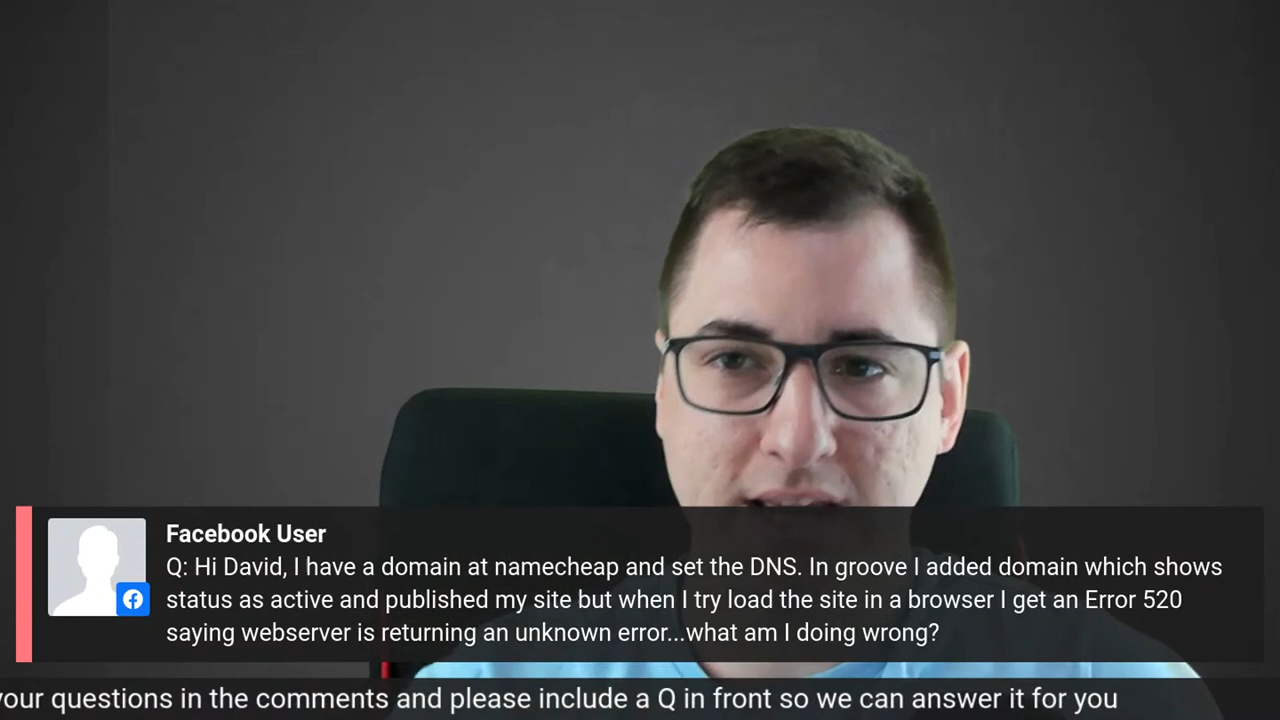 Facebook User
Q: Hi David, I have a domain at namecheap and set the DNS. In groove I added domain which shows
status as active and published my site but when I try load the site in a browser I get an Error 520
saying webserver is returning an unknown error...what am I doing wrong?
your questions in the comments and please include a Q in front so we can answer it for you